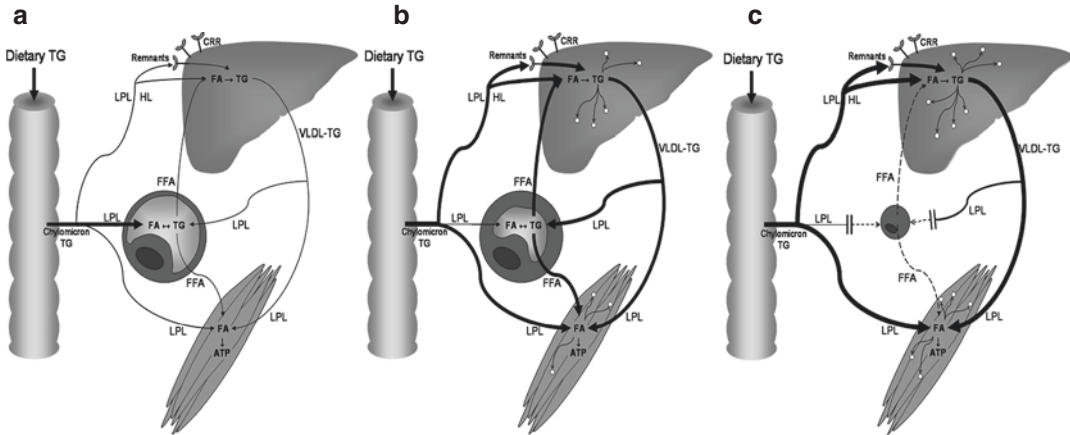 a
Dietary TG
Remnants
CRR
FA → TG
LPL HL
VLDL-TG
FFA
LPL
FA ↔ TG
LPL
Chylomicron
TG
FFA
LPL
FA
LPL
↓
ATP
b
Dietary TG
Remnants
CRR
FA → TG
LPL HL
VLDL-TG
FFA
LPL
FA ↔ TG
LPL
Chylomicron
TG
FFA
LPL
FA
LPL
↓
ATP
c
Dietary TG
Remnants
CRR
FA → TG
LPL HL
VLDL-TG
FFA
LPL
LPL
Chylomicron
TG
FFA
LPL
FA
LPL
↓
ATP